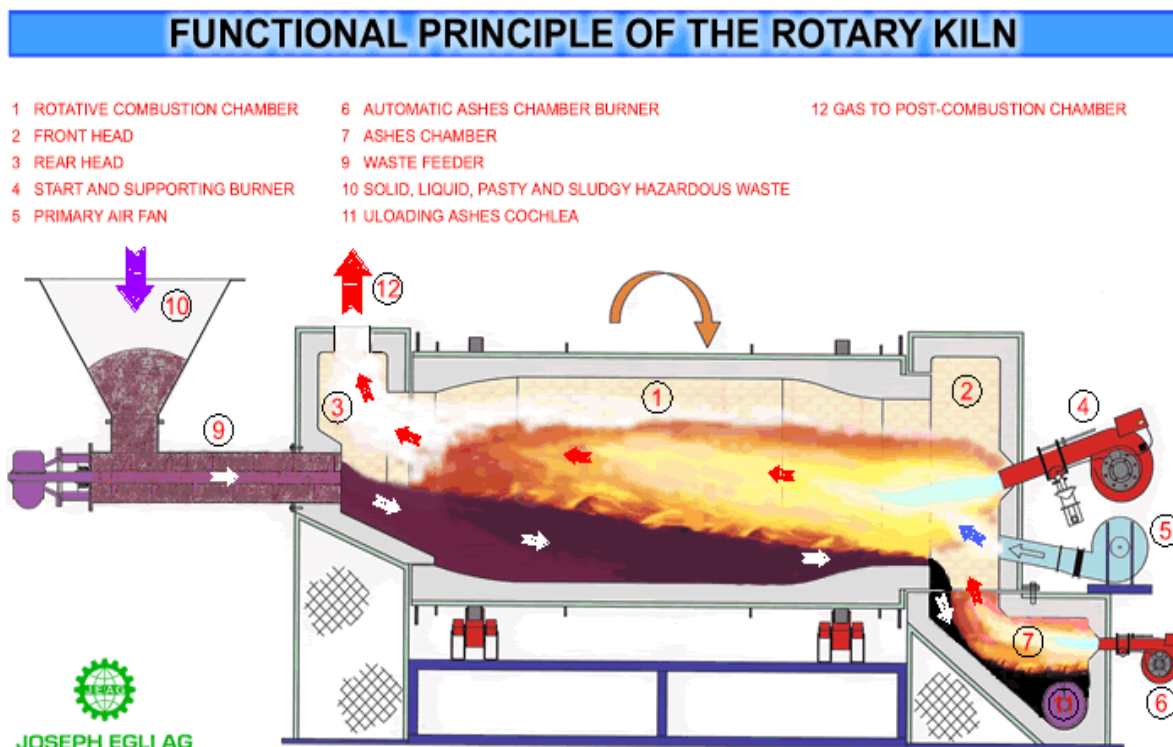 FUNCTIONAL PRINCIPLE OF THE ROTARY KILN
1 ROTATIVE COMBUSTION CHAMBER
2 FRONT HEAD
3 REAR HEAD
4 START AND SUPPORTING BURNER
5 PRIMARY AIR FAN
6 AUTOMATIC ASHES CHAMBER BURNER
7 ASHES CHAMBER
9 WASTE FEEDER
10 SOLID, LIQUID, PASTY AND SLUDGY HAZARDOUS WASTE
11 ULOADING ASHES COCHLEA
12 GAS TO POST-COMBUSTION CHAMBER
12
10
1
2
3
4
9
5
7
11
6
JEAG
JOSEPH EGLI AG